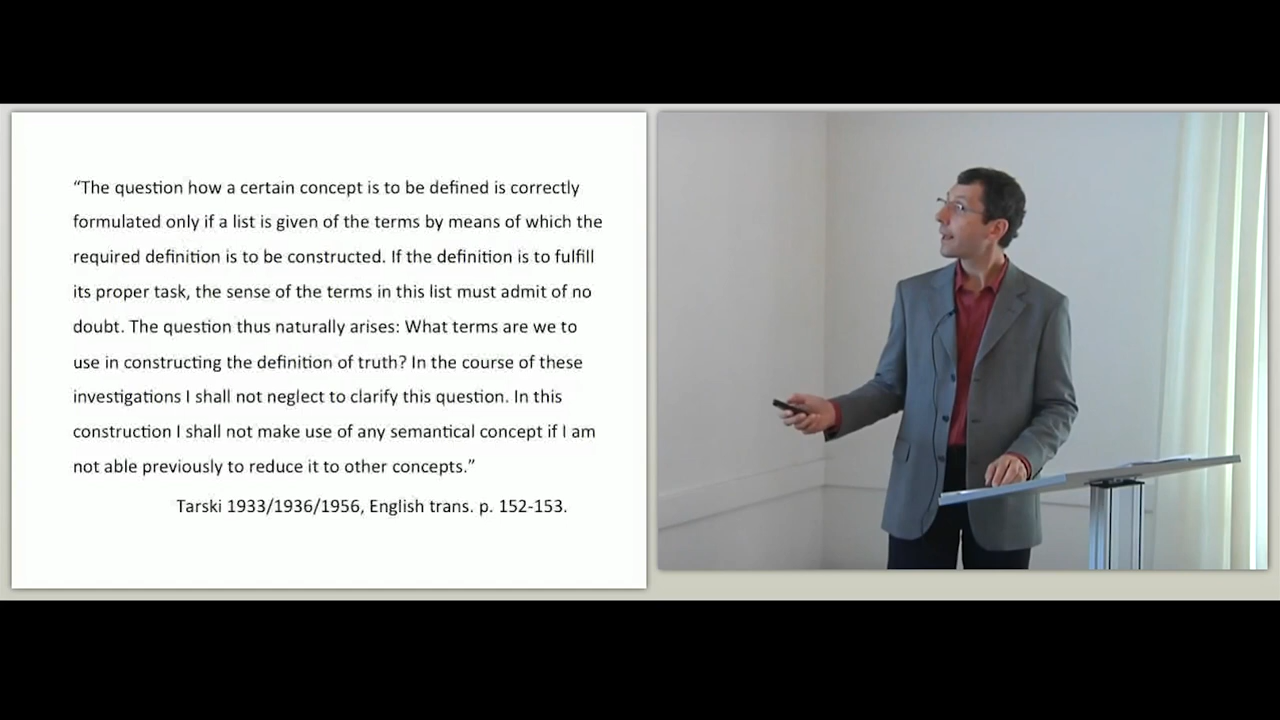 “The question how a certain concept is to be defined is correctly
formulated only if a list is given of the terms by means of which the
required definition is to be constructed. If the definition is to fulfill
its proper task, the sense of the terms in this list must admit of no
doubt. The question thus naturally arises: What terms are we to
use in constructing the definition of truth? In the course of these
investigations I shall not neglect to clarify this question. In this
construction I shall not make use of any semantical concept if I am
not able previously to reduce it to other concepts.”
Tarski 1933/1936/1956, English trans. p. 152-153.